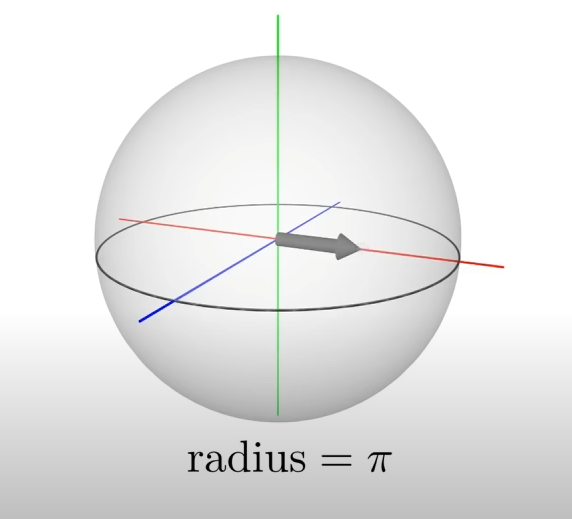 radius = π